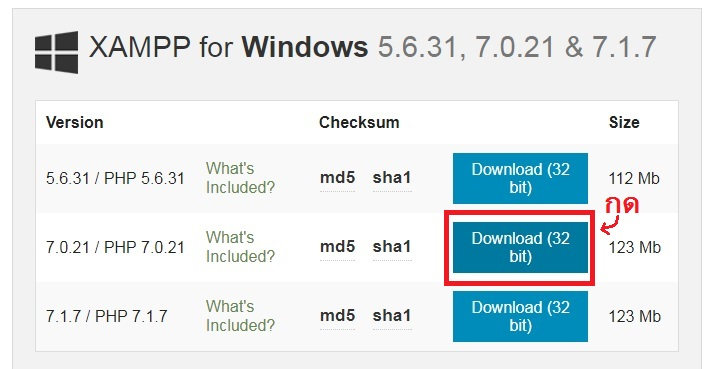 XAMPP for Windows 5.6.31, 7.0.21 & 7.1.7
Version Checksum Size
5.6.31 / PHP 5.6.31 What's Included? md5 sha1 Download (32 bit) 112 Mb
กด
7.0.21 / PHP 7.0.21 What's Included? md5 sha1 Download (32 bit) 123 Mb
7.1.7 / PHP 7.1.7 What's Included? md5 sha1 Download (32 bit) 123 Mb